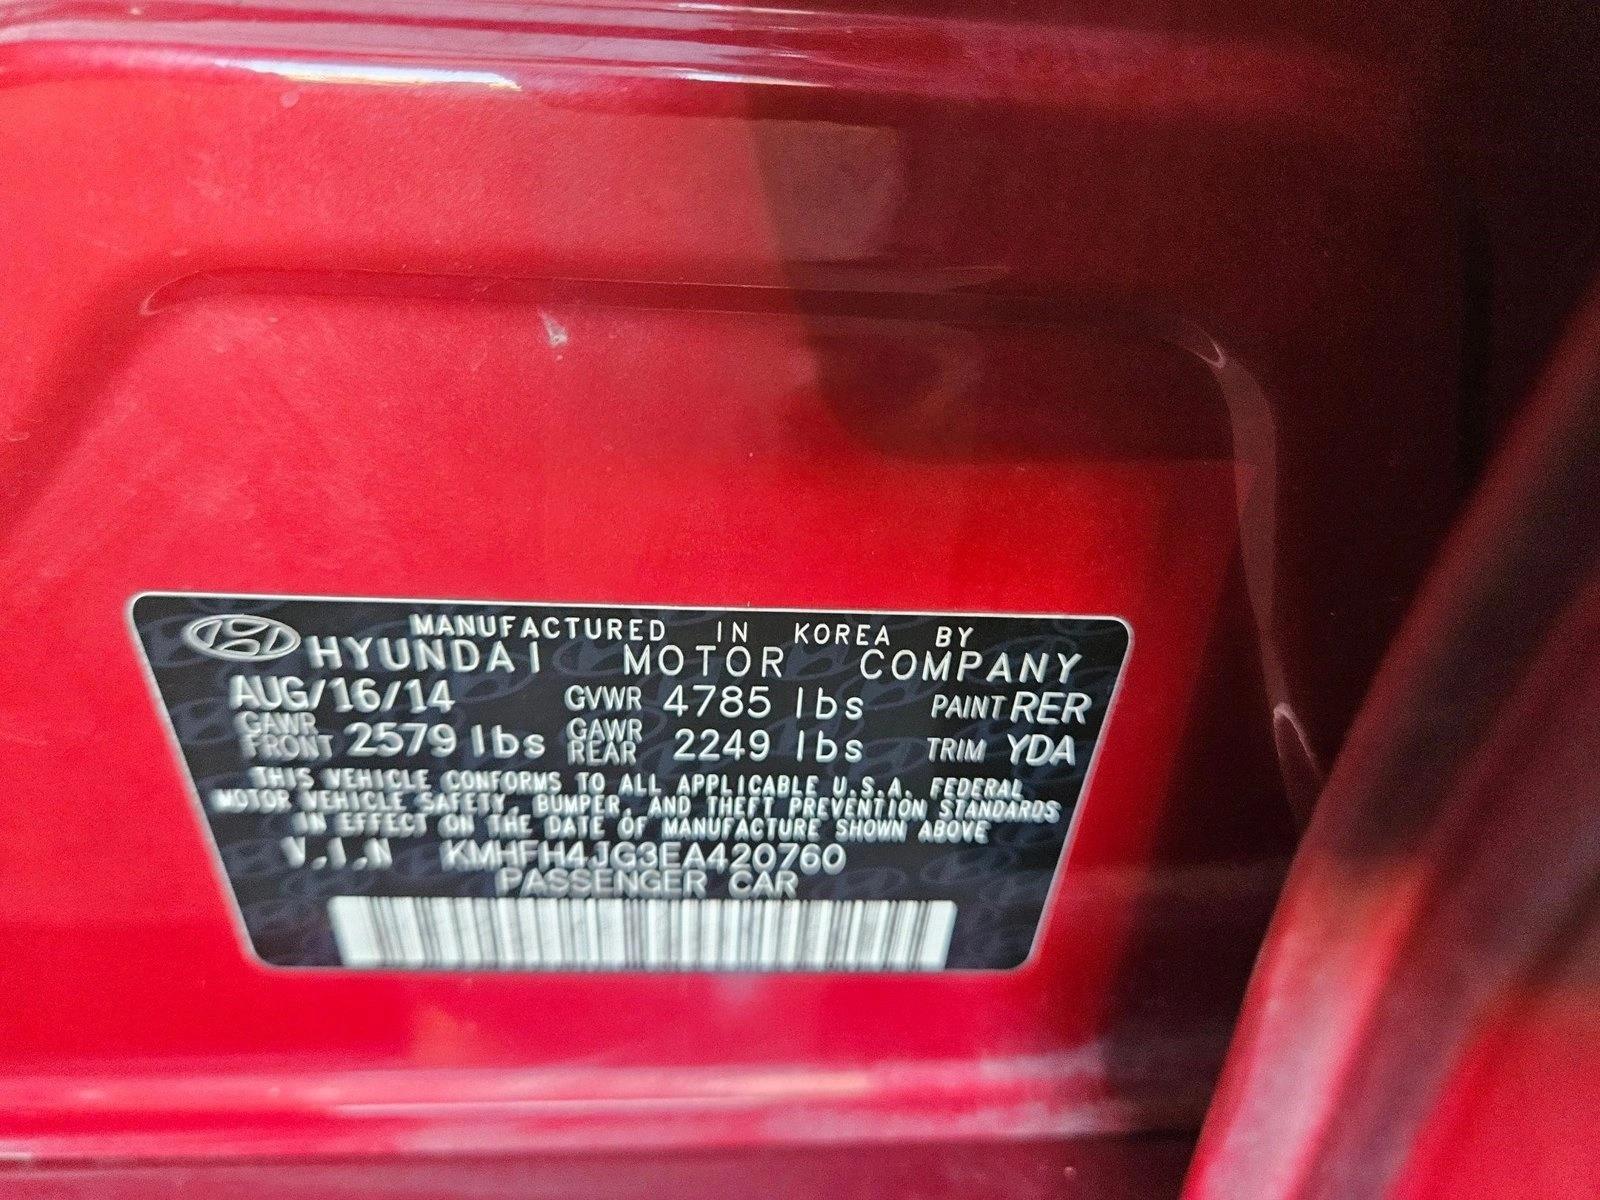 MANUFACTURED IN KOREA BY
HYUNDAI MOTOR COMPANY
AUG/16/14 GVWR 4785 lbs PAINT RER
GAWR FRONT 2579 lbs GAWR REAR 2249 lbs TRIM YDA
THIS VEHICLE CONFORMS TO ALL APPLICABLE U.S.A. FEDERAL
MOTOR VEHICLE SAFETY, BUMPER, AND THEFT PREVENTION STANDARDS
IN EFFECT ON THE DATE OF MANUFACTURE SHOWN ABOVE
V.I.N KMHFH4JG3EA420760
PASSENGER CAR